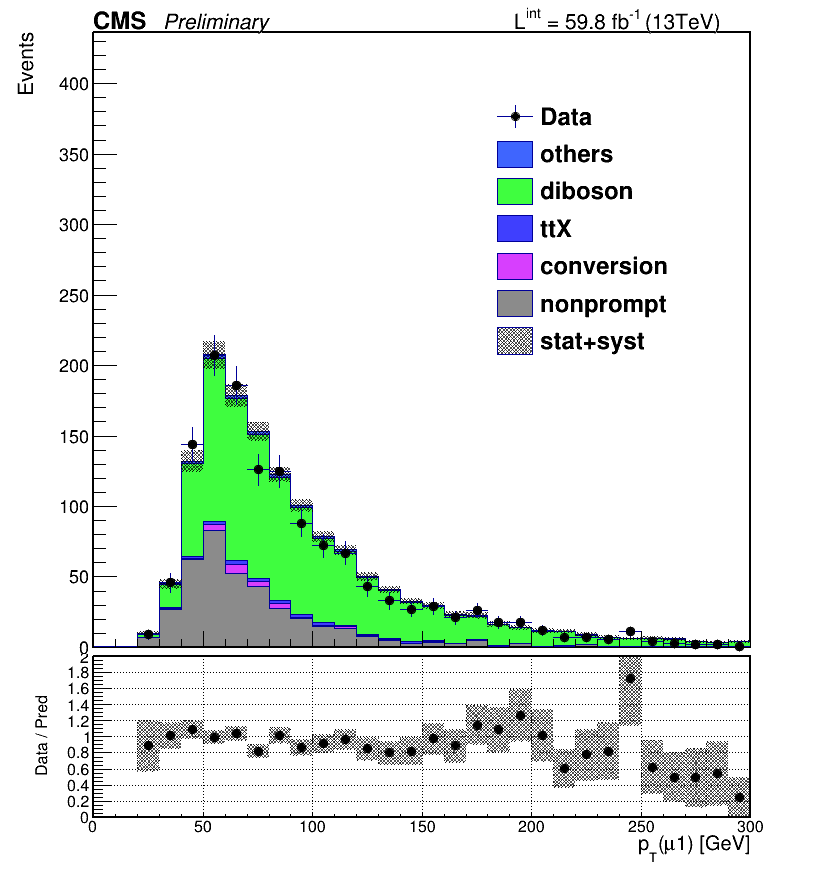 CMS Preliminary L^int = 59.8 fb^-1 (13TeV)
Events
400
350
300
250
200
150
100
50
0
Data
others
diboson
ttX
conversion
nonprompt
stat+syst
Data / Pred
2
1.8
1.6
1.4
1.2
1
0.8
0.6
0.4
0.2
0
0 50 100 150 200 250 300
p_T(μ1) [GeV]